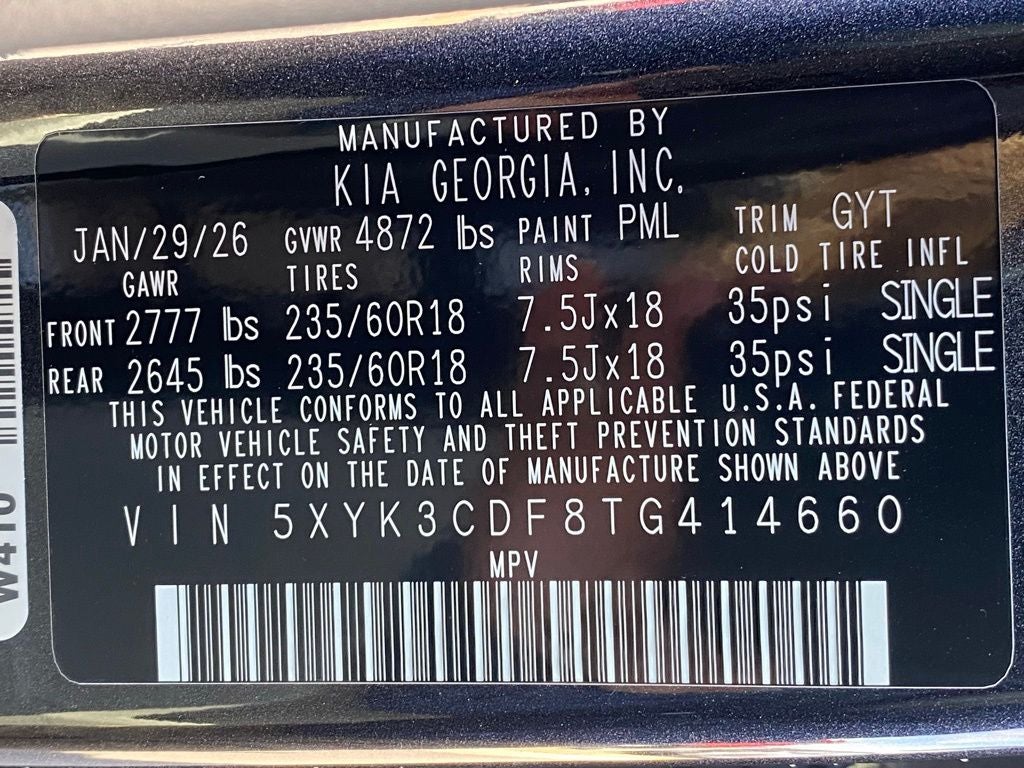 MANUFACTURED BY
KIA GEORGIA, INC.
JAN/29/26 GVWR 4872 lbs PAINT PML TRIM GYT
GAWR TIRES RIMS COLD TIRE INFL
FRONT 2777 lbs 235/60R18 7.5Jx18 35psi SINGLE
REAR 2645 lbs 235/60R18 7.5Jx18 35psi SINGLE
THIS VEHICLE CONFORMS TO ALL APPLICABLE U.S.A. FEDERAL
MOTOR VEHICLE SAFETY AND THEFT PREVENTION STANDARDS
IN EFFECT ON THE DATE OF MANUFACTURE SHOWN ABOVE
VIN 5XYK3CDF8TG414660
MPV
W410